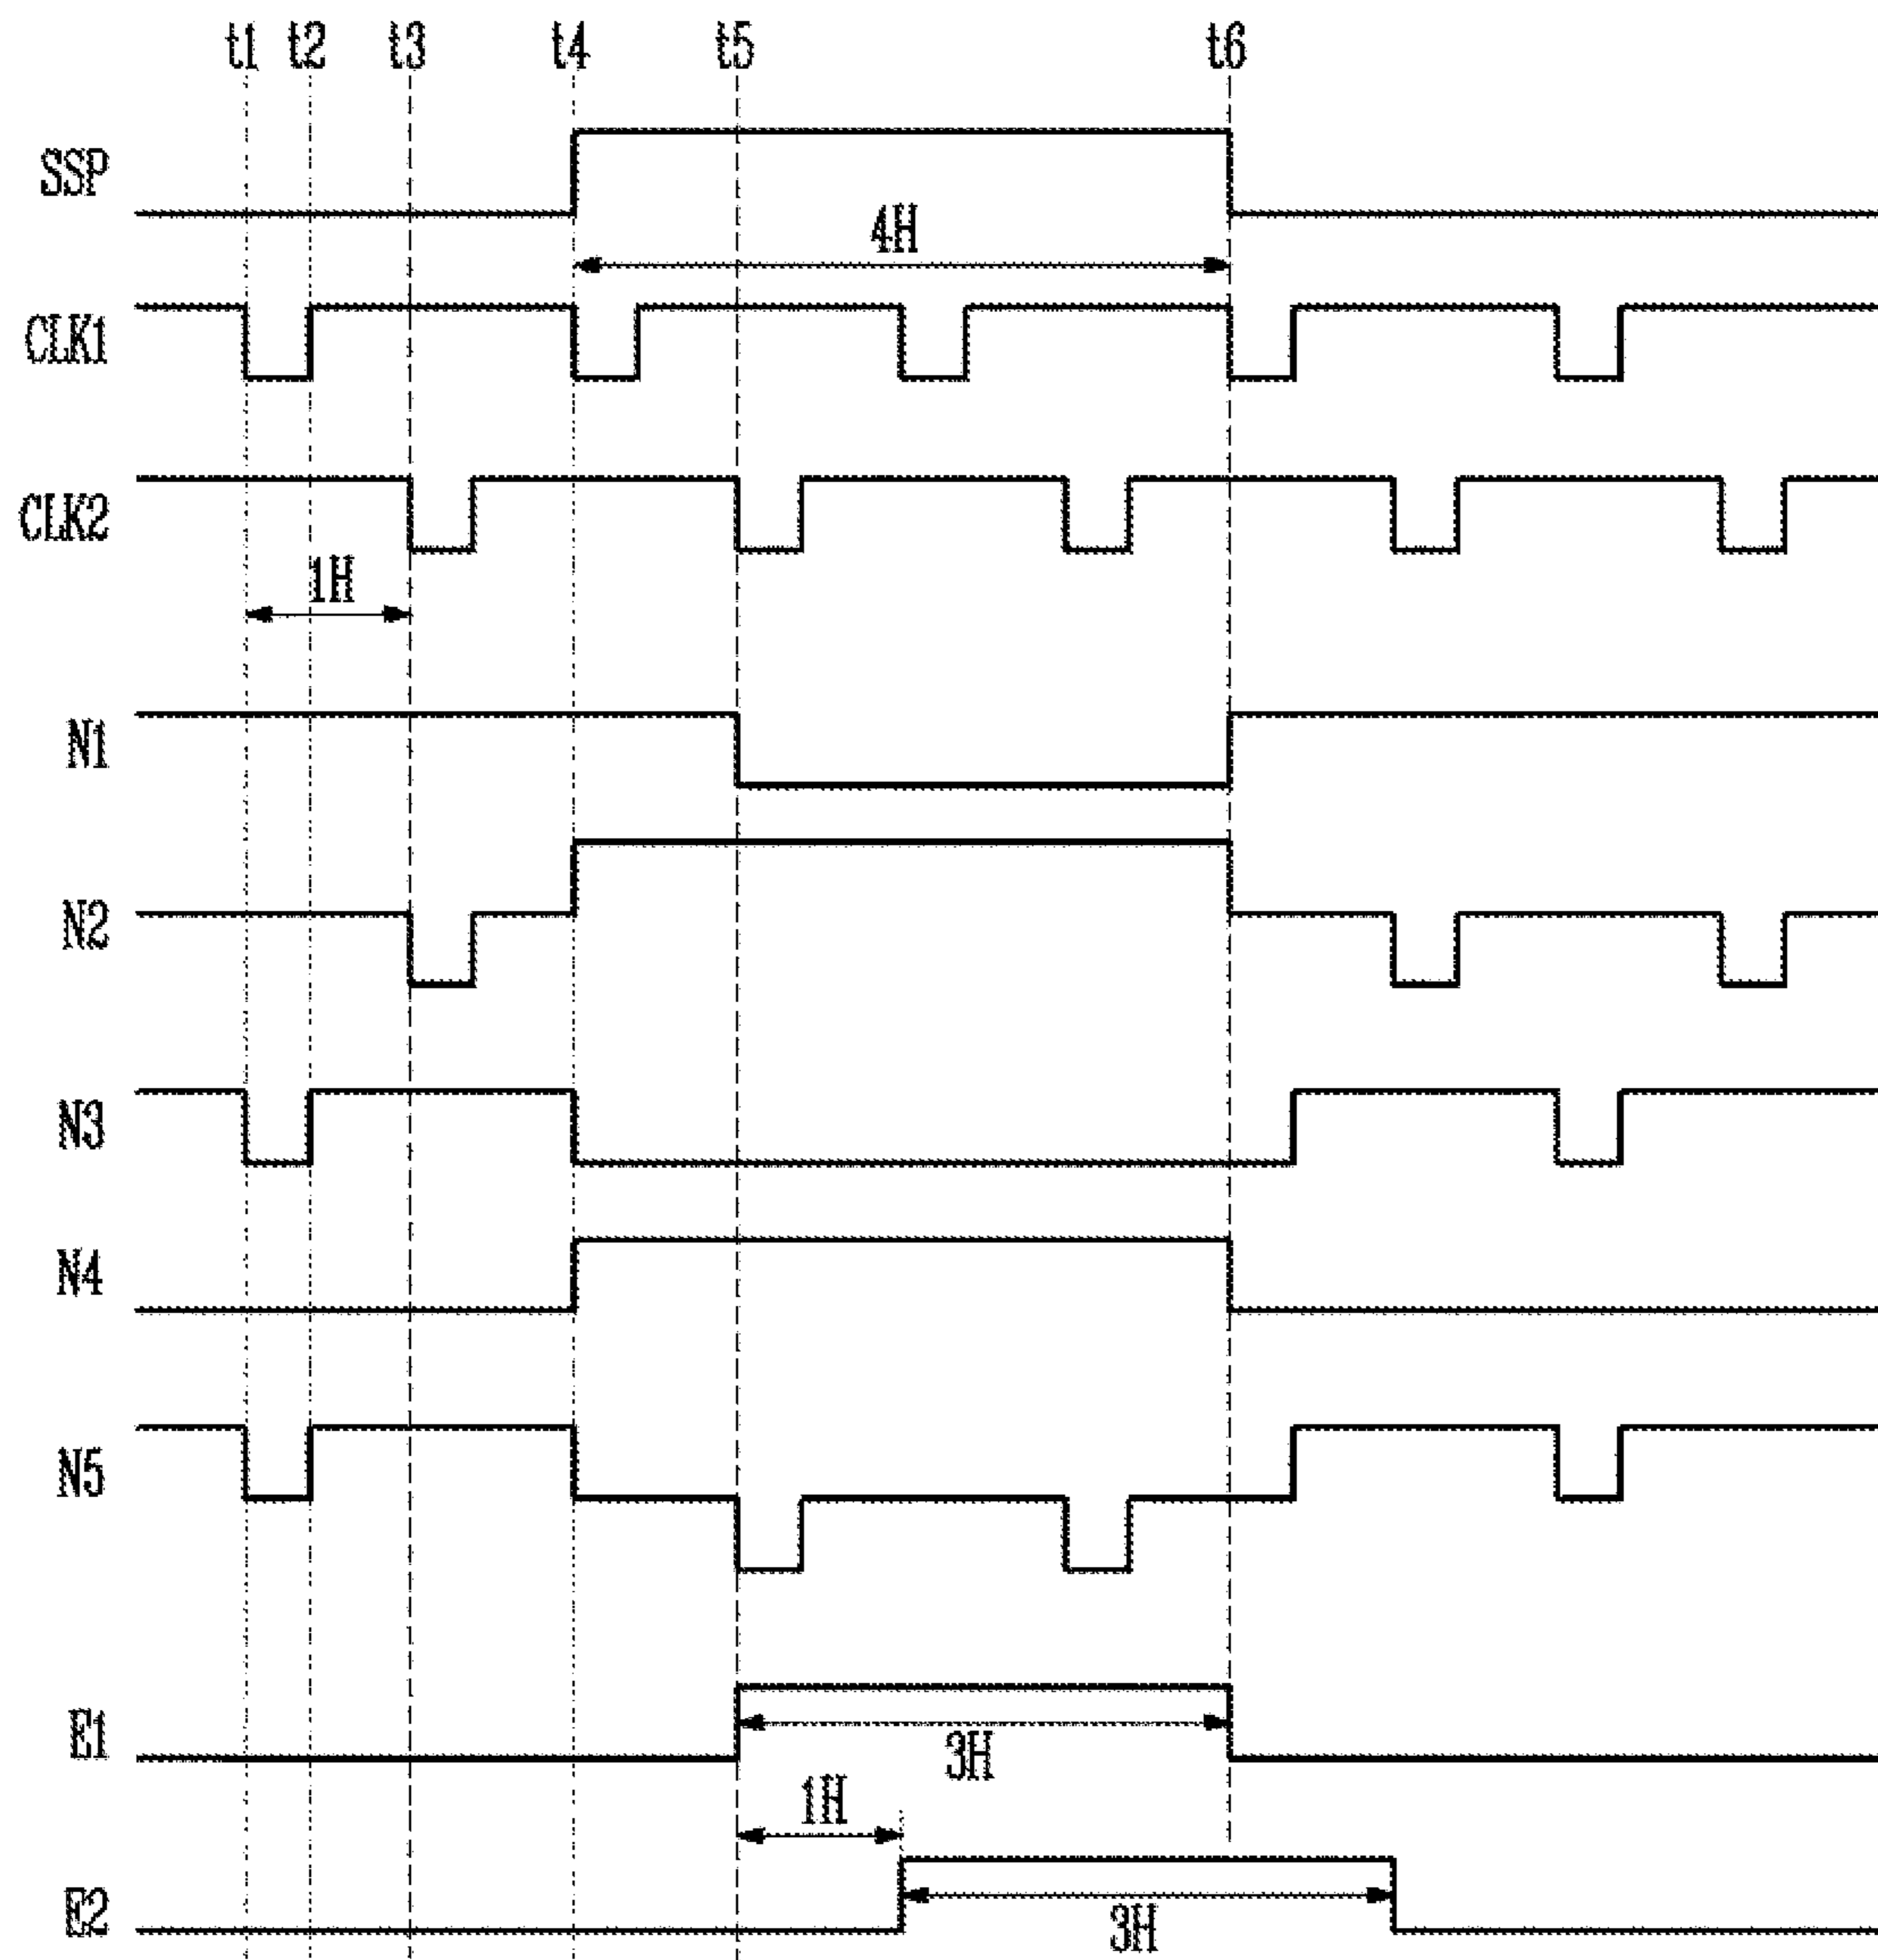 t1 t2 t3 t4 t5 t6
SSP
4H
CLK1
CLK2
1H
N1
N2
N3
N4
N5
E1
3H
1H
E2
3H